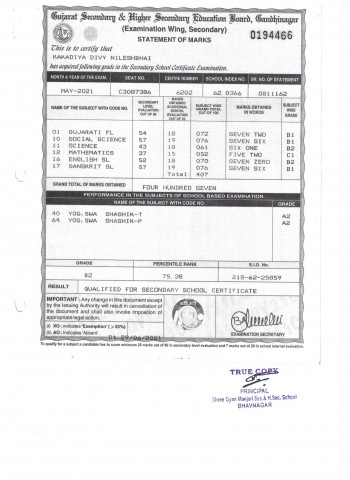 Gujarat Secondary & Higher Secondary Education Board, Gandhinagar
(Examination Wing, Secondary)
STATEMENT OF MARKS
0194466
This is to certify that
KAKADIYA DIVY NILESHBHAI
has acquired following grade in the Secondary School Certificate Examination.
MONTH & YEAR OF THE EXAM. SEAT NO. CENTRE NUMBER SCHOOL INDEX NO. SR. NO. OF STATEMENT
MAY-2021 C3087386 6202 62.0366 0811162
NAME OF THE SUBJECT WITH CODE NO. SECONDARY LEVEL EVALUATION OUT OF 80 MARKS OBTAINED IN INTERNAL SCHOOL EVALUATION OUT OF 20 SUBJECT WISE GRAND TOTAL OUT OF 100 MARKS OBTAINED IN WORDS SUBJECT WISE GRADE
01 GUJARATI FL 54 18 072 SEVEN TWO B1
10 SOCIAL SCIENCE 57 19 076 SEVEN SIX B1
11 SCIENCE 43 18 061 SIX ONE B2
12 MATHEMATICS 37 15 052 FIVE TWO C1
16 ENGLISH SL 52 18 070 SEVEN ZERO B2
17 SANSKRIT SL 57 19 076 SEVEN SIX B1
Total 407
GRAND TOTAL OF MARKS OBTAINED FOUR HUNDRED SEVEN
PERFORMANCE IN THE SUBJECTS OF SCHOOL BASED EXAMINATION
NAME OF THE SUBJECT WITH CODE NO. GRADE
40 YOG. SWA SHASHIK-T A2
64 YOG. SWA SHASHIK-P A2
GRADE PERCENTILE RANK S.I.D. No.
B2 75.38 21S-62-25859
RESULT QUALIFIED FOR SECONDARY SCHOOL CERTIFICATE
IMPORTANT : Any change in this document except
by the issuing Authority will result in cancellation
of the document and shall also invoke imposition of
appropriate legal action.
(i) XO : Indicates 'Exemption' (≥ 33%)
(ii) AO : Indicates 'Absent'.
Dt. 29/06/2021
EXAMINATION SECRETARY
To qualify for a subject a candidate has to score minimum 26 marks out of 80 in secondary level evaluation and 7 marks out of 20 in school internal evaluation.
TRUE COPY
PRINCIPAL
Shree Gyan Manjari Sec & H.Sec. School
BHAVNAGAR